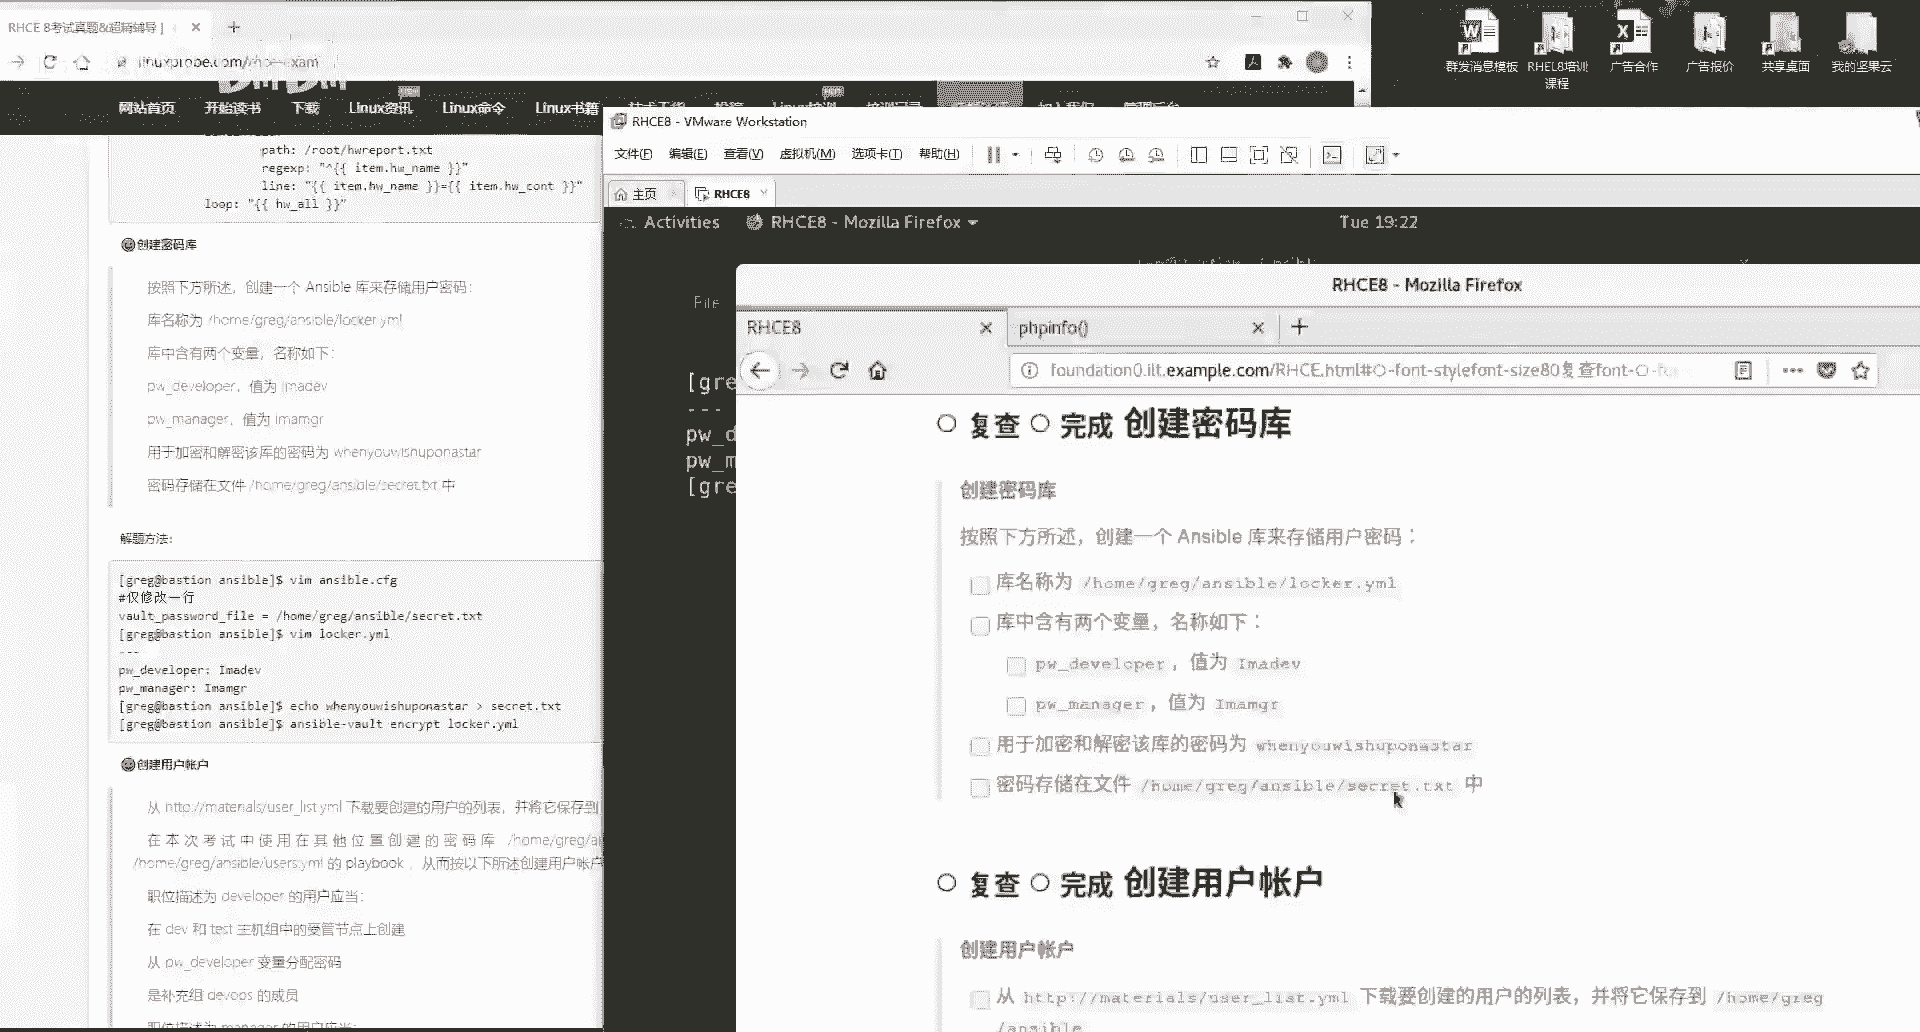 RHCE 8考试真题&超精辅导
linuxprobe.com/rhce-exam
网站首页 开始读书 下载 Linux资讯 Linux命令 Linux书籍
path: /root/hwreport.txt
regexp: "^{{ item.hw_name }}"
line: "{{ item.hw_name }}={{ item.hw_cont }}"
loop: "{{ hw_all }}"
创建密码库
按照下方所述，创建一个 Ansible 库来存储用户密码：
库名称为 /home/greg/ansible/locker.yml
库中含有两个变量，名称如下：
pw_developer，值为 Imadev
pw_manager，值为 Imamgr
用于加密和解密该库的密码为 whenyouwishuponastar
密码存储在文件 /home/greg/ansible/secret.txt 中
解题方法:
[greg@bastion ansible]$ vim ansible.cfg
#仅修改一行
vault_password_file = /home/greg/ansible/secret.txt
[greg@bastion ansible]$ vim locker.yml
---
pw_developer: Imadev
pw_manager: Imamgr
[greg@bastion ansible]$ echo whenyouwishuponastar > secret.txt
[greg@bastion ansible]$ ansible-vault encrypt locker.yml
创建用户帐户
从 http://materials/user_list.yml 下载要创建的用户的列表，并将它保存到
在本次考试中使用在其他位置创建的密码库 /home/greg/a
/home/greg/ansible/users.yml 的 playbook ，从而按以下所述创建用户帐户
职位描述为 developer 的用户应当：
在 dev 和 test 主机组中的受管节点上创建
从 pw_developer 变量分配密码
是补充组 devops 的成员
职位描述为 manager 的用户应当：
群发消息模板 RHEL8培训课程 广告合作 广告报价 共享桌面 我的坚果云
RHCE8 - VMware Workstation
文件(F) 编辑(E) 查看(V) 虚拟机(M) 选项卡(T) 帮助(H)
主页 RHCE8
Activities RHCE8 - Mozilla Firefox Tue 19:22
File
[gre
---
pw_d
pw_m
[gre
RHCE8 - Mozilla Firefox
RHCE8 phpinfo()
foundation0.ilt.example.com/RHCE.html#O-font-stylefont-size80复查font-O-fo
复查 完成 创建密码库
创建密码库
按照下方所述，创建一个 Ansible 库来存储用户密码：
库名称为 /home/greg/ansible/locker.yml
库中含有两个变量，名称如下：
pw_developer，值为 Imadev
pw_manager，值为 Imamgr
用于加密和解密该库的密码为 whenyouwishuponastar
密码存储在文件 /home/greg/ansible/secret.txt 中
复查 完成 创建用户帐户
创建用户帐户
从 http://materials/user_list.yml 下载要创建的用户的列表，并将它保存到 /home/greg
/ansible